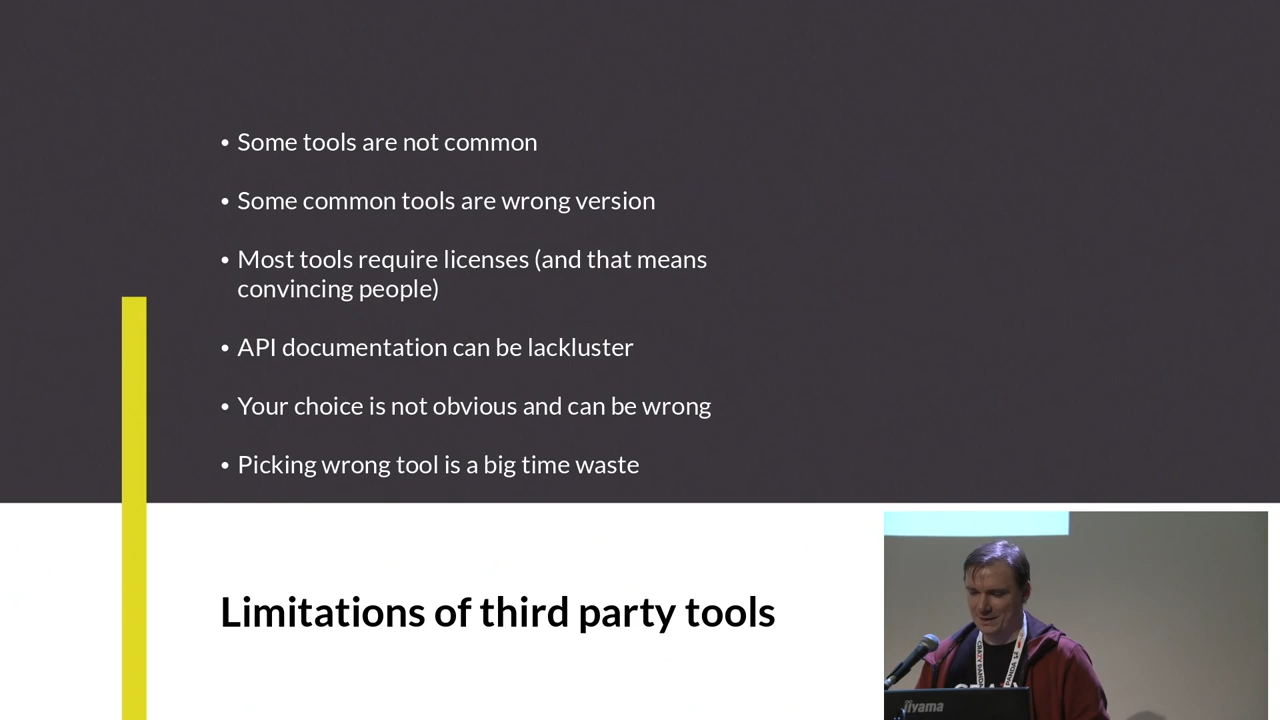 • Some tools are not common
• Some common tools are wrong version
• Most tools require licenses (and that means
convincing people)
• API documentation can be lackluster
• Your choice is not obvious and can be wrong
• Picking wrong tool is a big time waste
Limitations of third party tools
iiyama